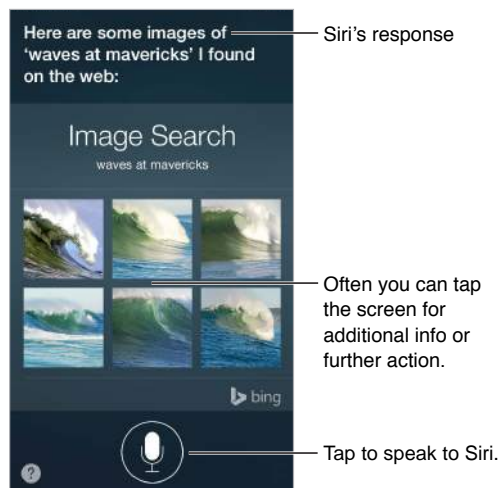 Here are some images of
‘waves at mavericks’ I found
on the web:
Siri’s response
Image Search
waves at mavericks
Often you can tap
the screen for
additional info or
further action.
bing
Tap to speak to Siri.
?